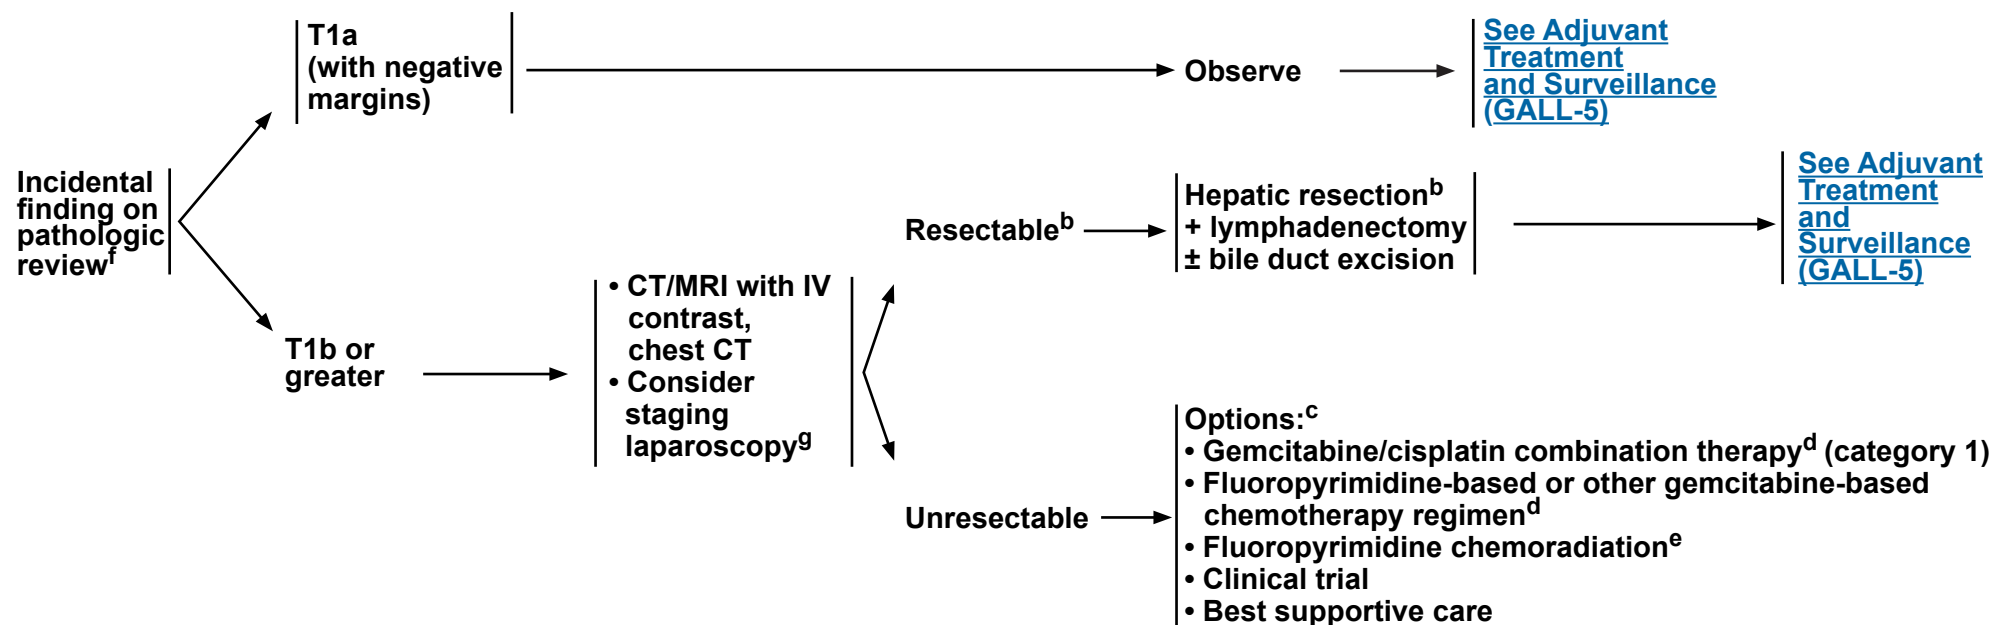 T1a
(with negative
margins)
Observe
See Adjuvant
Treatment
and Surveillance
(GALL-5)
Incidental
finding on
pathologic
reviewf
T1b or
greater
• CT/MRI with IV
contrast,
chest CT
• Consider
staging
laparoscopyg
Resectableb
Hepatic resectionb
+ lymphadenectomy
± bile duct excision
See Adjuvant
Treatment
and
Surveillance
(GALL-5)
Unresectable
Options:c
• Gemcitabine/cisplatin combination therapyd (category 1)
• Fluoropyrimidine-based or other gemcitabine-based
chemotherapy regimend
• Fluoropyrimidine chemoradiatione
• Clinical trial
• Best supportive care